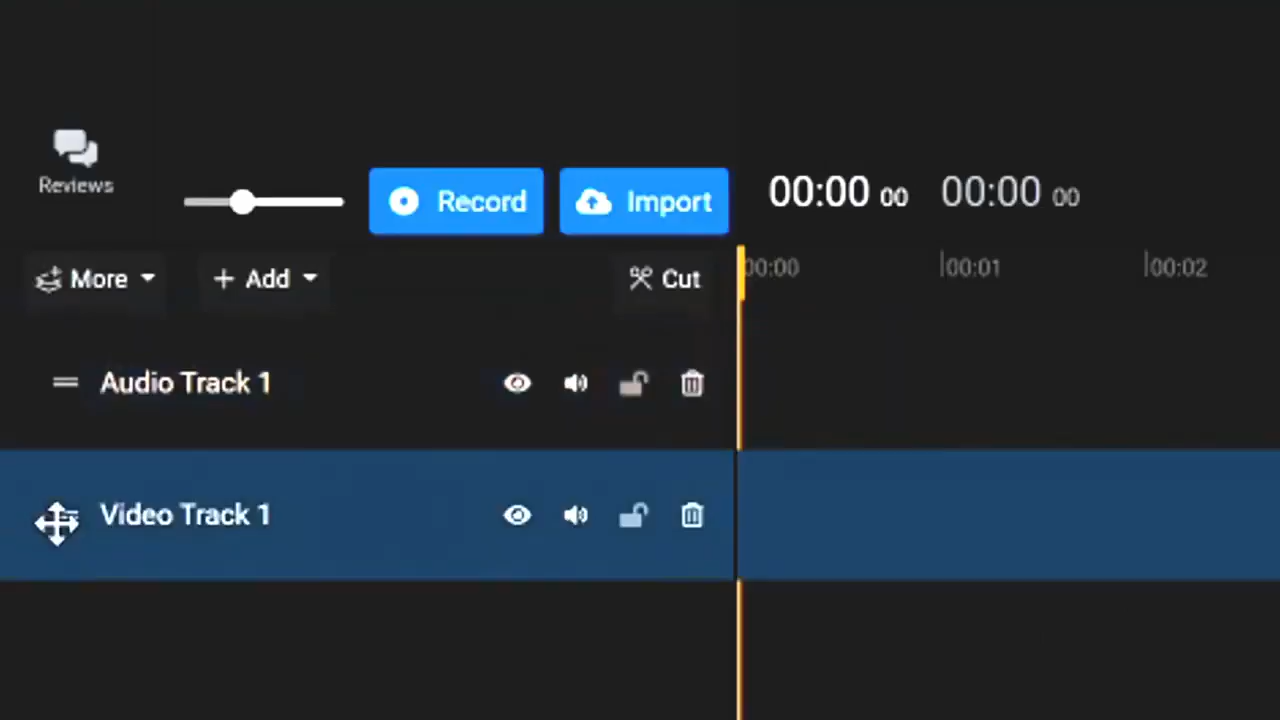 Reviews
Record
Import
00:00 00
00:00 00
More
Add
Cut
00:00
00:01
00:02
Audio Track 1
Video Track 1